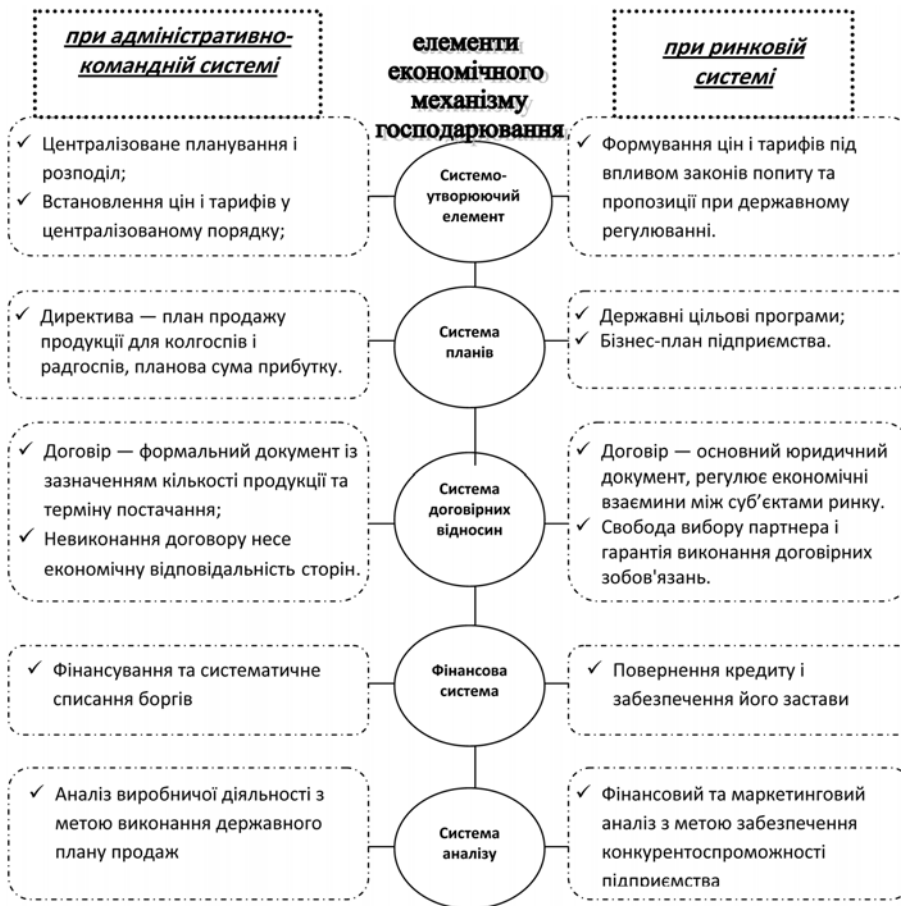 при адміністративно-
командній системі
елементи
економічного
механізму
господарювання
при ринковій
системі
✓ Централізоване планування і
розподіл;
✓ Встановлення цін і тарифів у
централізованому порядку;
Системо-
утворюючий
елемент
✓ Формування цін і тарифів під
впливом законів попиту та
пропозиції при державному
регулюванні.
✓ Директива — план продажу
продукції для колгоспів і
радгоспів, планова сума прибутку.
Система
планів
✓ Державні цільові програми;
✓ Бізнес-план підприємства.
✓ Договір — формальний документ із
зазначенням кількості продукції та
терміну постачання;
✓ Невиконання договору несе
економічну відповідальність сторін.
Система
договірних
відносин
✓ Договір — основний юридичний
документ, регулює економічні
взаємини між суб’єктами ринку.
✓ Свобода вибору партнера і
гарантія виконання договірних
зобов'язань.
✓ Фінансування та систематичне
списання боргів
Фінансова
система
✓ Повернення кредиту і
забезпечення його застави
✓ Аналіз виробничої діяльності з
метою виконання державного
плану продаж
Система
аналізу
✓ Фінансовий та маркетинговий
аналіз з метою забезпечення
конкурентоспроможності
підприємства